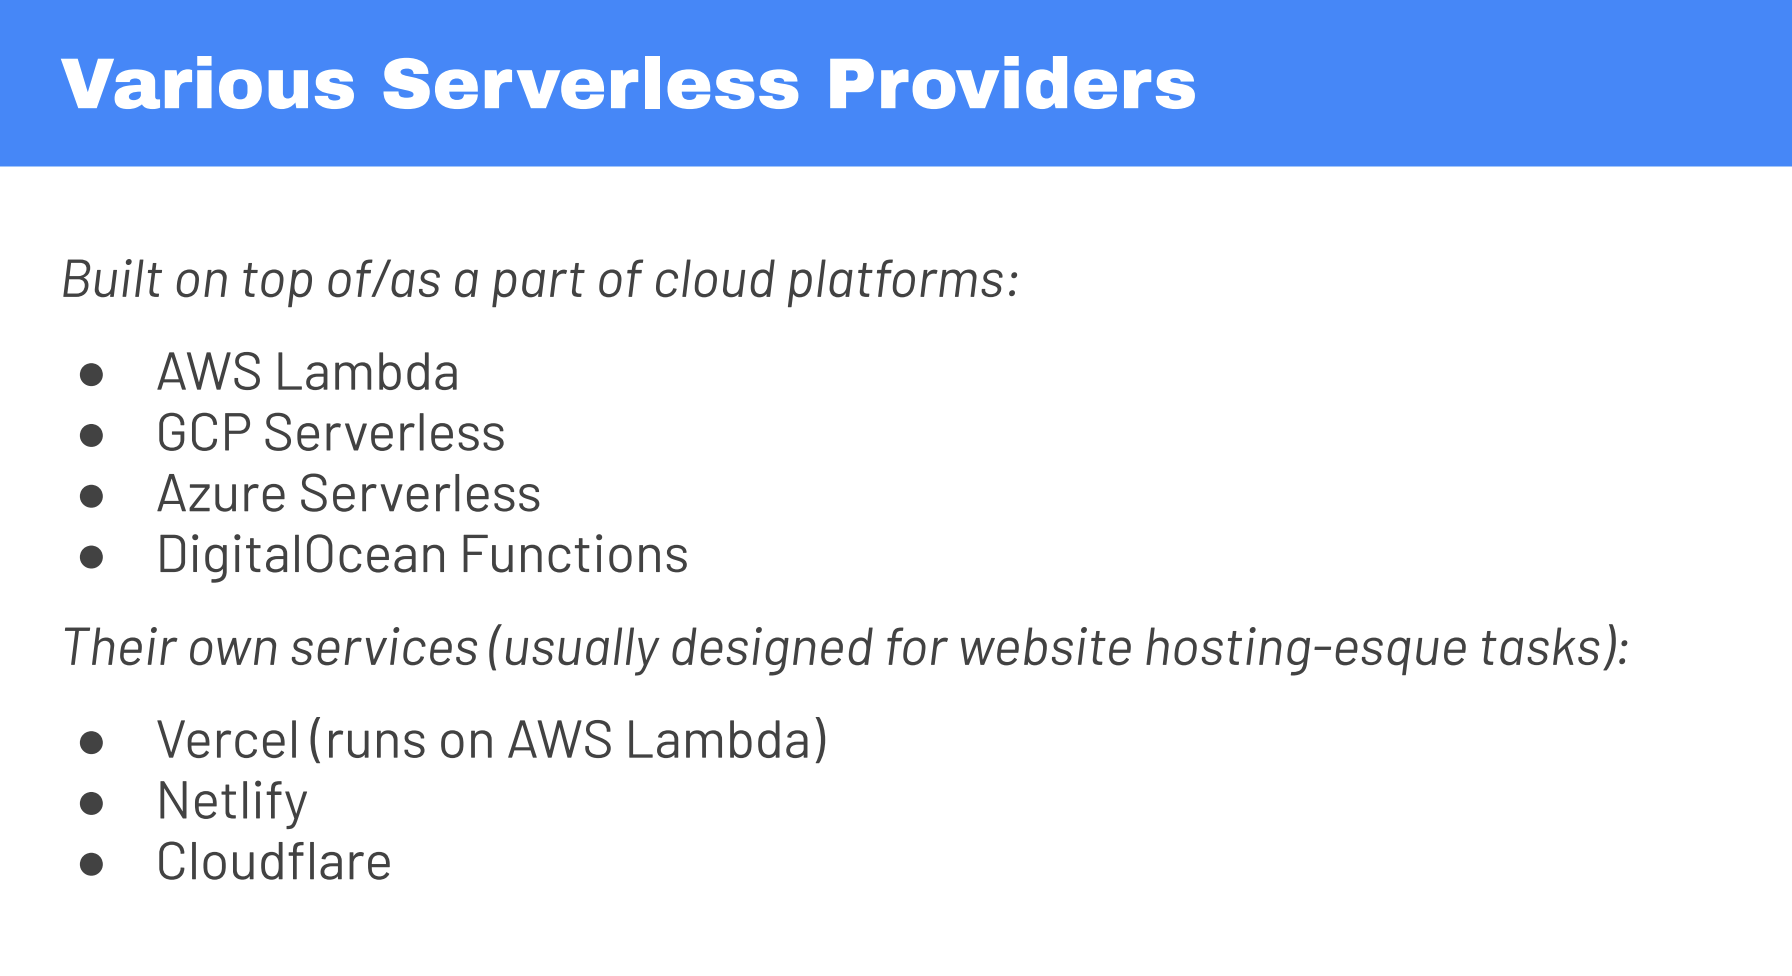 Various Serverless Providers
Built on top of/as a part of cloud platforms:
● AWS Lambda
● GCP Serverless
● Azure Serverless
● DigitalOcean Functions
Their own services (usually designed for website hosting-esque tasks):
● Vercel (runs on AWS Lambda)
● Netlify
● Cloudflare